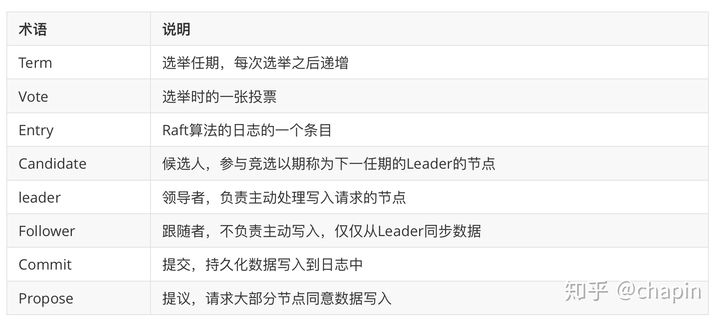 术语 说明
Term 选举任期，每次选举之后递增
Vote 选举时的一张投票
Entry Raft算法的日志的一个条目
Candidate 候选人，参与竞选以期称为下一任期的Leader的节点
leader 领导者，负责主动处理写入请求的节点
Follower 跟随者，不负责主动写入，仅仅从Leader同步数据
Commit 提交，持久化数据写入到日志中
Propose 提议，请求大部分节点同意数据写入
知乎 @chapin